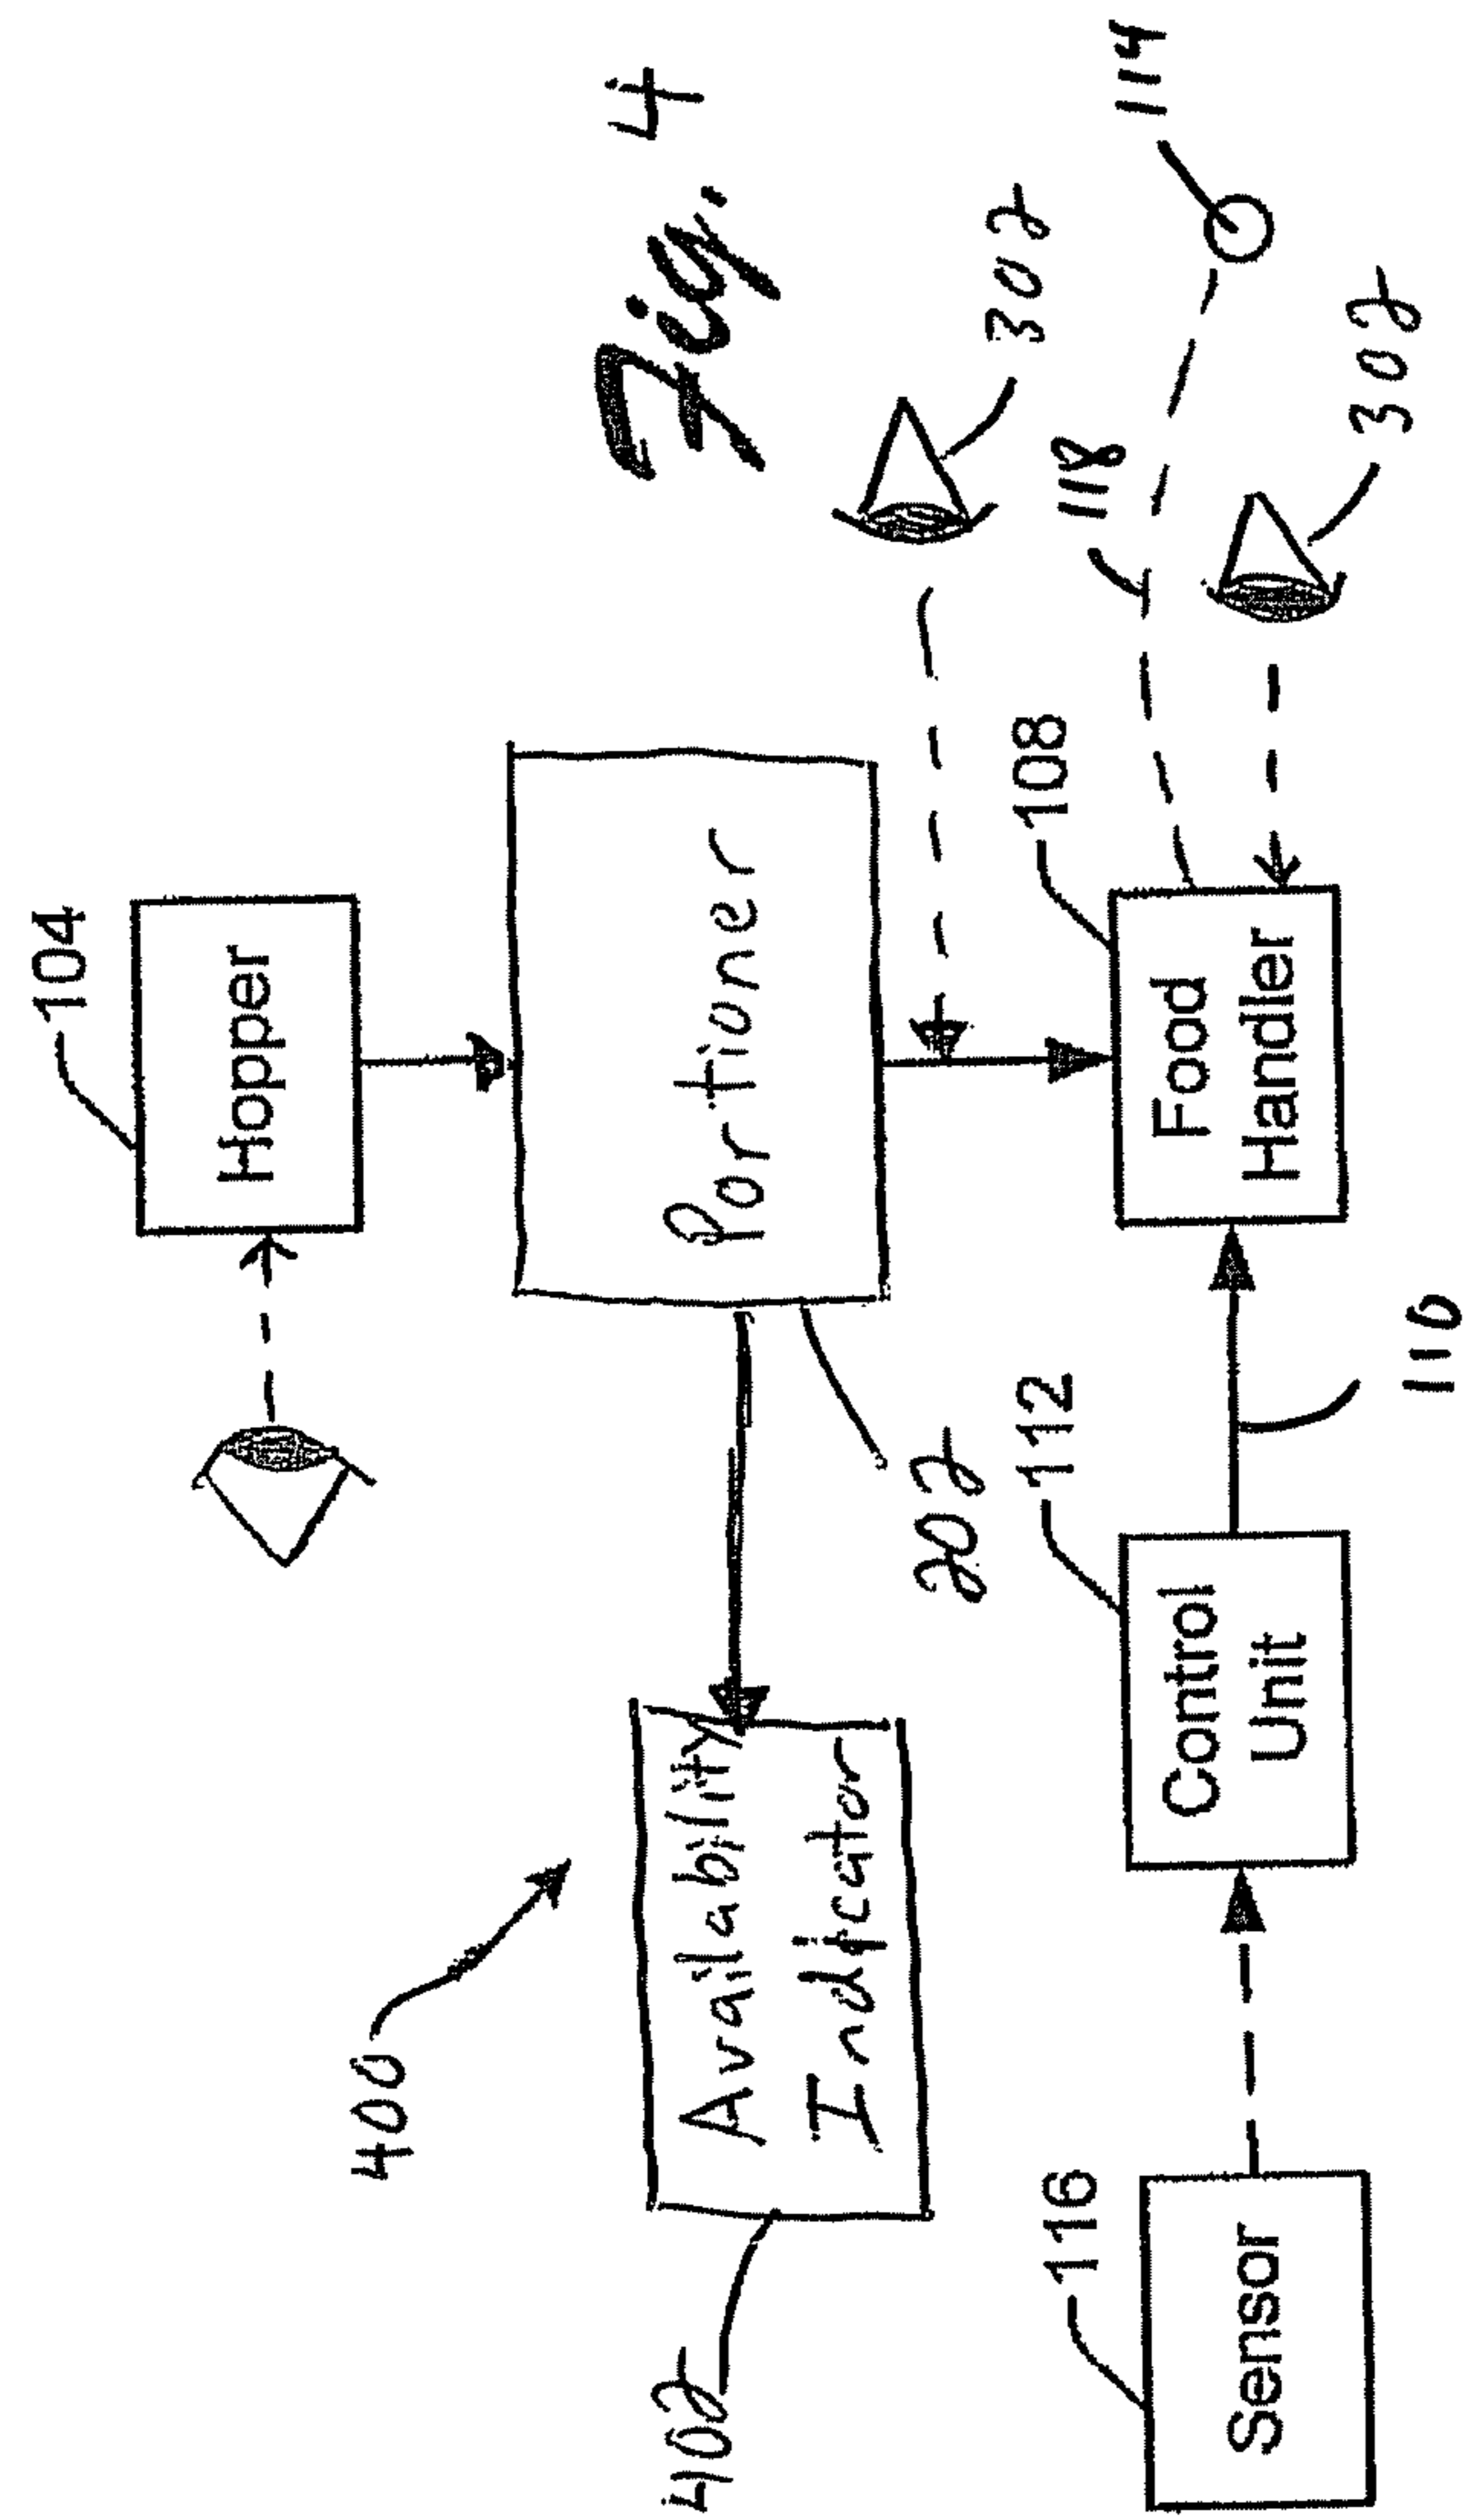 104
Hopper
Fig. 4
400
Portioner
Availability
Indicator
402
202
302
114
118
108
302
Food
Handler
112
Control
Unit
110
116
Sensor